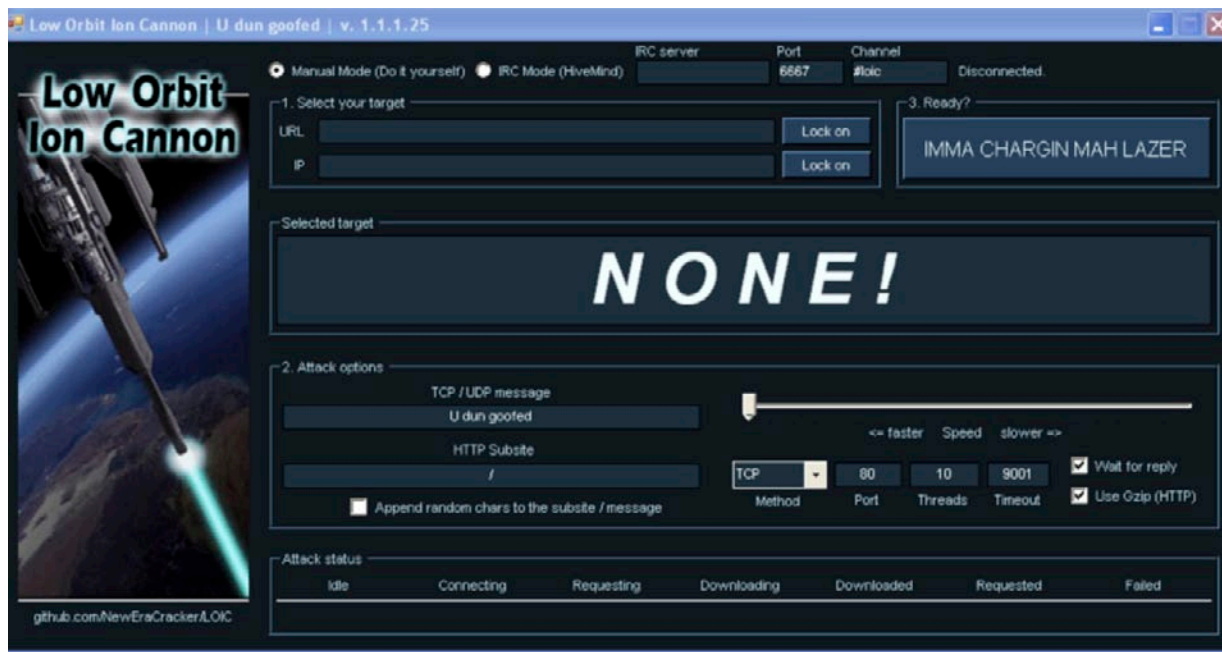 Low Orbit Ion Cannon | U dun goofed | v. 1.1.1.25
Low Orbit
Ion Cannon
github.com/NewEraCracker/LOIC
Manual Mode (Do it yourself) IRC Mode (HiveMind)
IRC server Port Channel
6667 #loic Disconnected.
1. Select your target
URL Lock on
IP Lock on
3. Ready?
IMMA CHARGIN MAH LAZER
Selected target
NONE!
2. Attack options
TCP / UDP message
U dun goofed
HTTP Subsite
/
Append random chars to the subsite / message
<= faster Speed slower =>
TCP 80 10 9001 Wait for reply
Method Port Threads Timeout Use Gzip (HTTP)
Attack status
Idle Connecting Requesting Downloading Downloaded Requested Failed